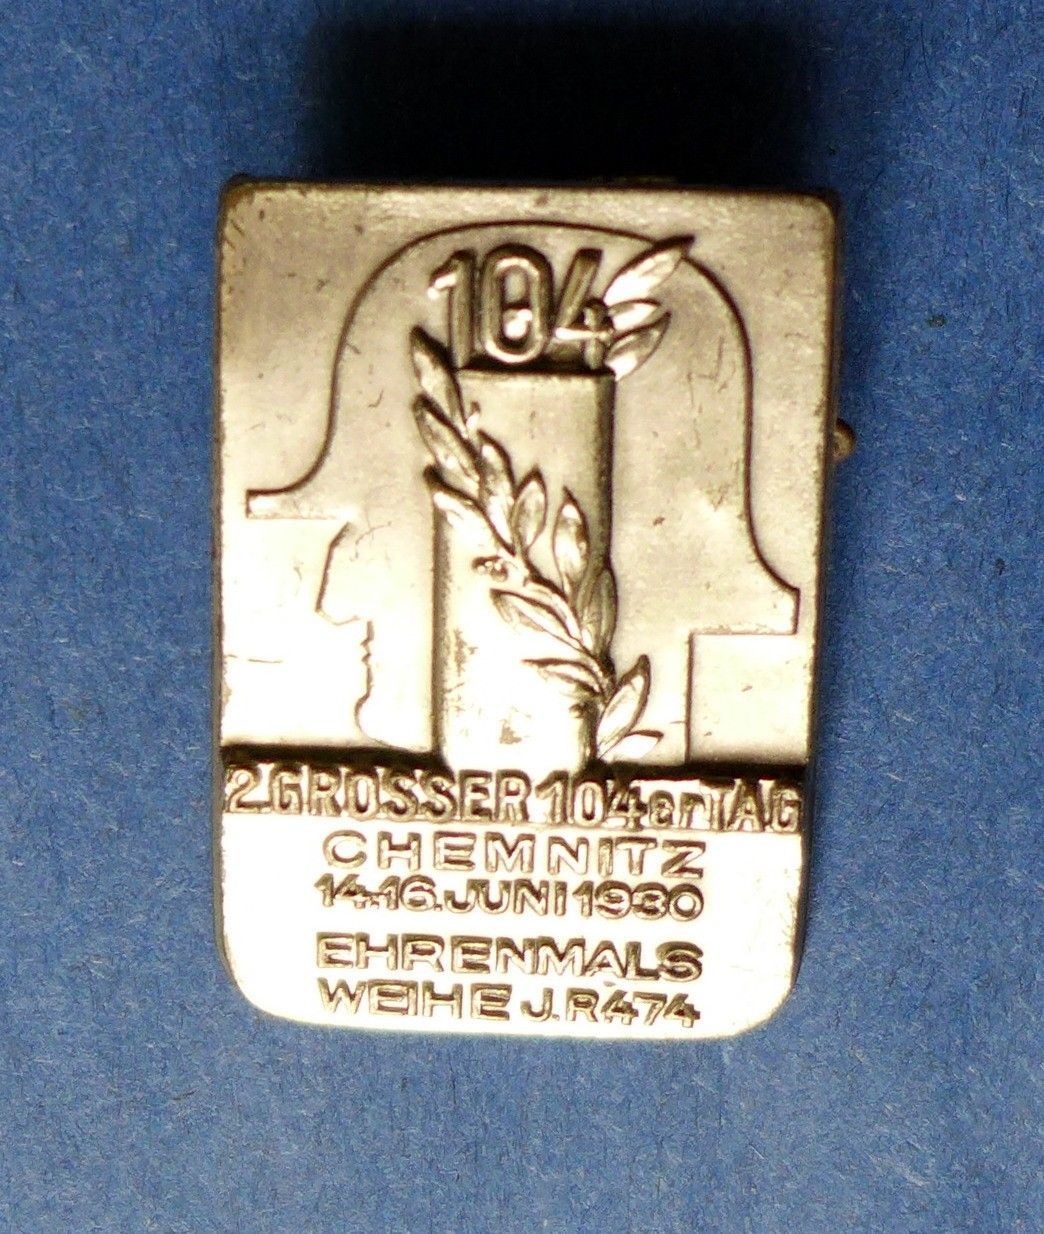 104
2. GROSSER 104er TAG
CHEMNITZ
14.-16. JUNI 1930
EHRENMALS
WEIHE J.R.474